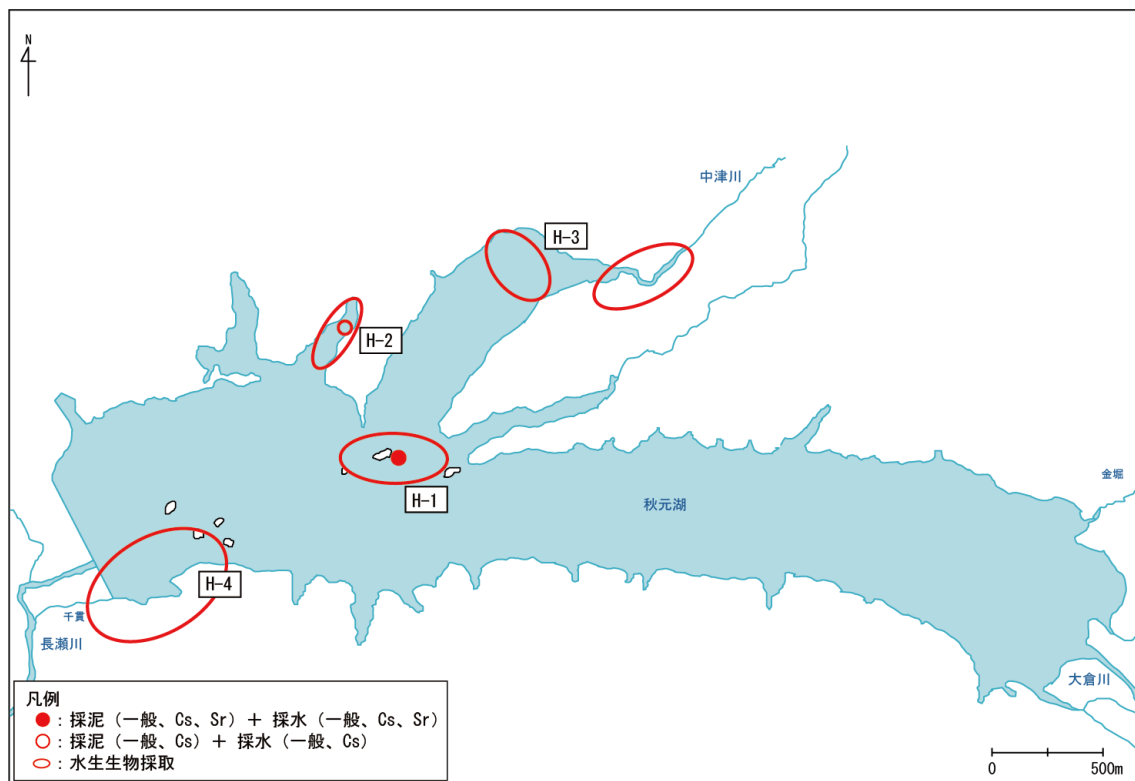 N
中津川
H-3
H-2
金堀
H-1
秋元湖
H-4
千貫
長瀬川
大倉川
凡例
：採泥（一般、Cs、Sr）＋ 採水（一般、Cs、Sr）
：採泥（一般、Cs）＋ 採水（一般、Cs）
：水生生物採取
0 500m